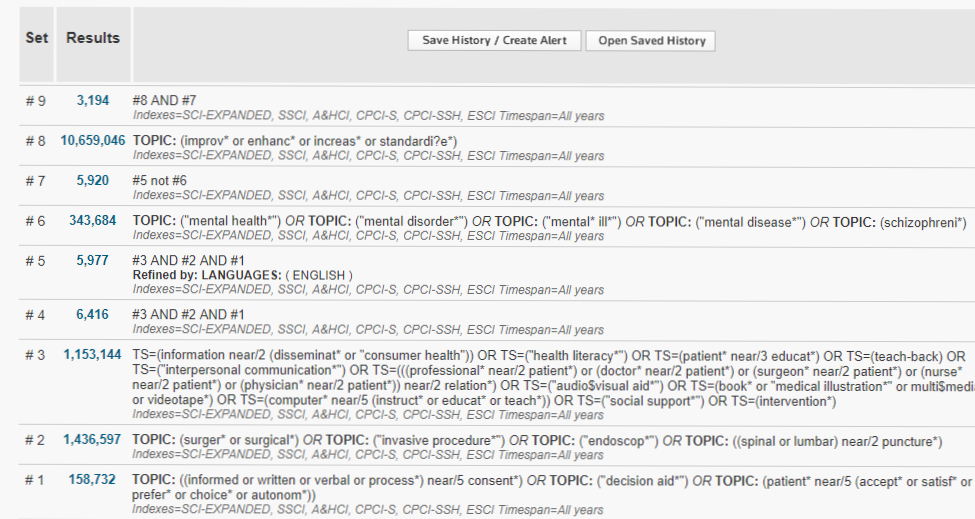 Set Results Save History / Create Alert Open Saved History
# 9 3,194 #8 AND #7
Indexes=SCI-EXPANDED, SSCI, A&HCI, CPCI-S, CPCI-SSH, ESCI Timespan=All years
# 8 10,659,046 TOPIC: (improv* or enhanc* or increas* or standardi?e*)
Indexes=SCI-EXPANDED, SSCI, A&HCI, CPCI-S, CPCI-SSH, ESCI Timespan=All years
# 7 5,920 #5 not #6
Indexes=SCI-EXPANDED, SSCI, A&HCI, CPCI-S, CPCI-SSH, ESCI Timespan=All years
# 6 343,684 TOPIC: ("mental health*") OR TOPIC: ("mental disorder*") OR TOPIC: ("mental* ill*") OR TOPIC: ("mental disease*") OR TOPIC: (schizophreni*)
Indexes=SCI-EXPANDED, SSCI, A&HCI, CPCI-S, CPCI-SSH, ESCI Timespan=All years
# 5 5,977 #3 AND #2 AND #1
Refined by: LANGUAGES: ( ENGLISH )
Indexes=SCI-EXPANDED, SSCI, A&HCI, CPCI-S, CPCI-SSH, ESCI Timespan=All years
# 4 6,416 #3 AND #2 AND #1
Indexes=SCI-EXPANDED, SSCI, A&HCI, CPCI-S, CPCI-SSH, ESCI Timespan=All years
# 3 1,153,144 TS=(information near/2 (disseminat* or "consumer health")) OR TS=("health literacy*") OR TS=(patient* near/3 educat*) OR TS=(teach-back) OR
TS=("interpersonal communication*") OR TS=(((professional* near/2 patient*) or (doctor* near/2 patient*) or (surgeon* near/2 patient*) or (nurse*
near/2 patient*) or (physician* near/2 patient*)) near/2 relation*) OR TS=("audio$visual aid*") OR TS=(book* or "medical illustration*" or multi$medi
or videotape*) OR TS=(computer* near/5 (instruct* or educat* or teach*)) OR TS=("social support*") OR TS=(intervention*)
Indexes=SCI-EXPANDED, SSCI, A&HCI, CPCI-S, CPCI-SSH, ESCI Timespan=All years
# 2 1,436,597 TOPIC: (surger* or surgical*) OR TOPIC: ("invasive procedure*") OR TOPIC: ("endoscop*") OR TOPIC: ((spinal or lumbar) near/2 puncture*)
Indexes=SCI-EXPANDED, SSCI, A&HCI, CPCI-S, CPCI-SSH, ESCI Timespan=All years
# 1 158,732 TOPIC: ((informed or written or verbal or process*) near/5 consent*) OR TOPIC: ("decision aid*") OR TOPIC: (patient* near/5 (accept* or satisf* or
prefer* or choice* or autonom*))
Indexes=SCI-EXPANDED, SSCI, A&HCI, CPCI-S, CPCI-SSH, ESCI Timespan=All years